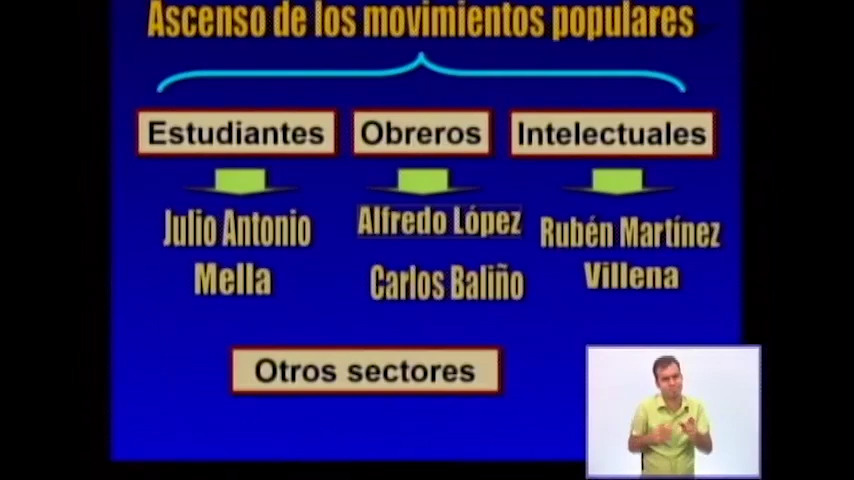 Ascenso de los movimientos populares
Estudiantes
Obreros
Intelectuales
Julio Antonio
Mella
Alfredo López
Carlos Baliño
Rubén Martínez
Villena
Otros sectores